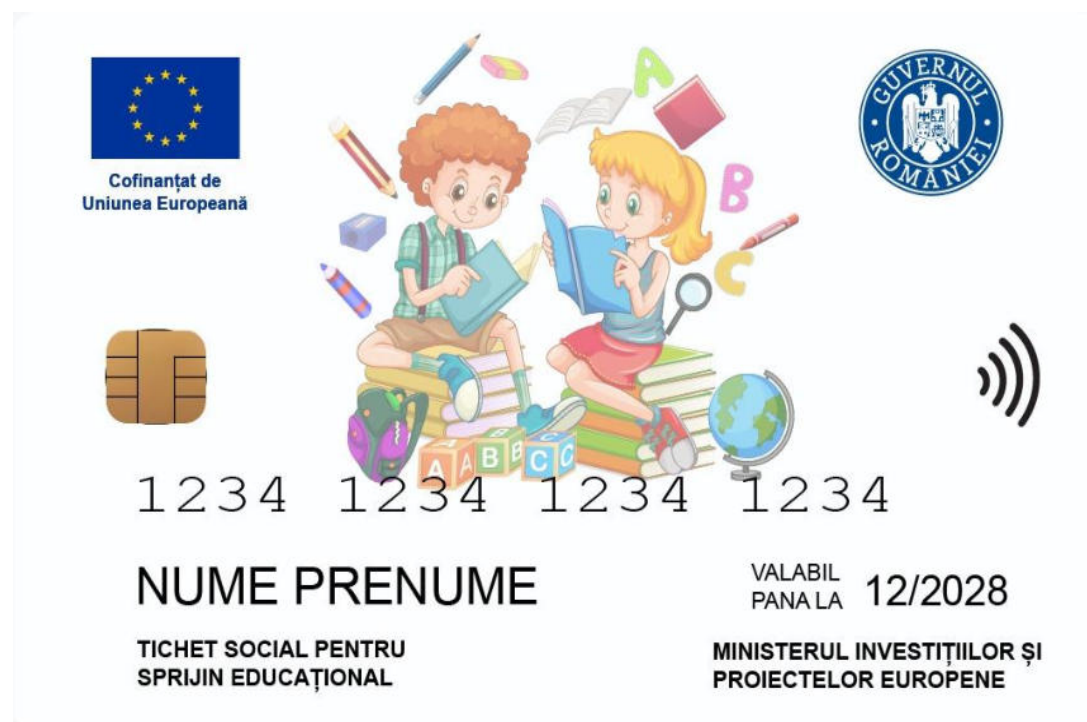 Cofinanțat de
Uniunea Europeană
GUVERNUL ROMÂNIEI
A
B
C
A A B B C C
1234 1234 1234 1234
NUME PRENUME
VALABIL
PANA LA 12/2028
TICHET SOCIAL PENTRU
SPRIJIN EDUCAȚIONAL
MINISTERUL INVESTIȚIILOR ȘI
PROIECTELOR EUROPENE